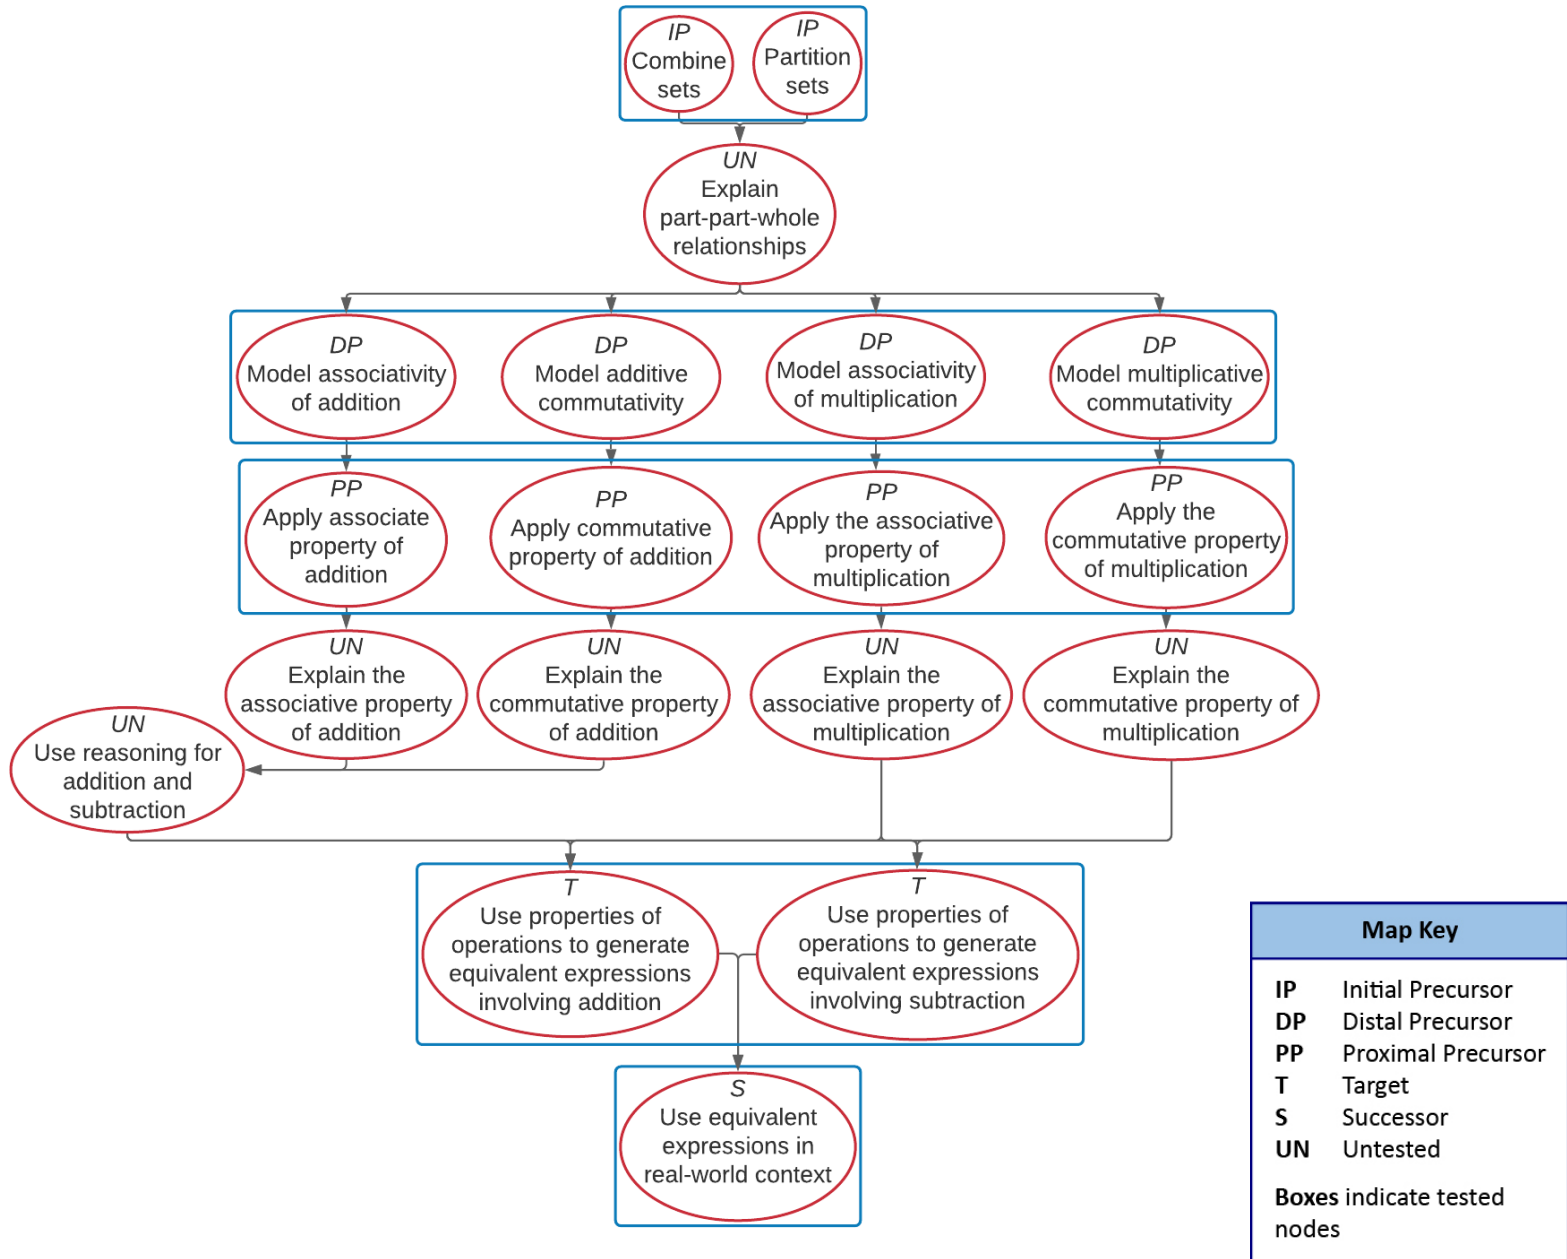 IP
Combine
sets
IP
Partition
sets
UN
Explain
part-part-whole
relationships
DP
Model associativity
of addition
DP
Model additive
commutativity
DP
Model associativity
of multiplication
DP
Model multiplicative
commutativity
PP
Apply associate
property of
addition
PP
Apply commutative
property of addition
PP
Apply the associative
property of
multiplication
PP
Apply the
commutative property
of multiplication
UN
Explain the
associative property
of addition
UN
Explain the
commutative property
of addition
UN
Explain the
associative property of
multiplication
UN
Explain the
commutative property of
multiplication
UN
Use reasoning for
addition and
subtraction
T
Use properties of
operations to generate
equivalent expressions
involving addition
T
Use properties of
operations to generate
equivalent expressions
involving subtraction
S
Use equivalent
expressions in
real-world context
Map Key
IP Initial Precursor
DP Distal Precursor
PP Proximal Precursor
T Target
S Successor
UN Untested
Boxes indicate tested
nodes